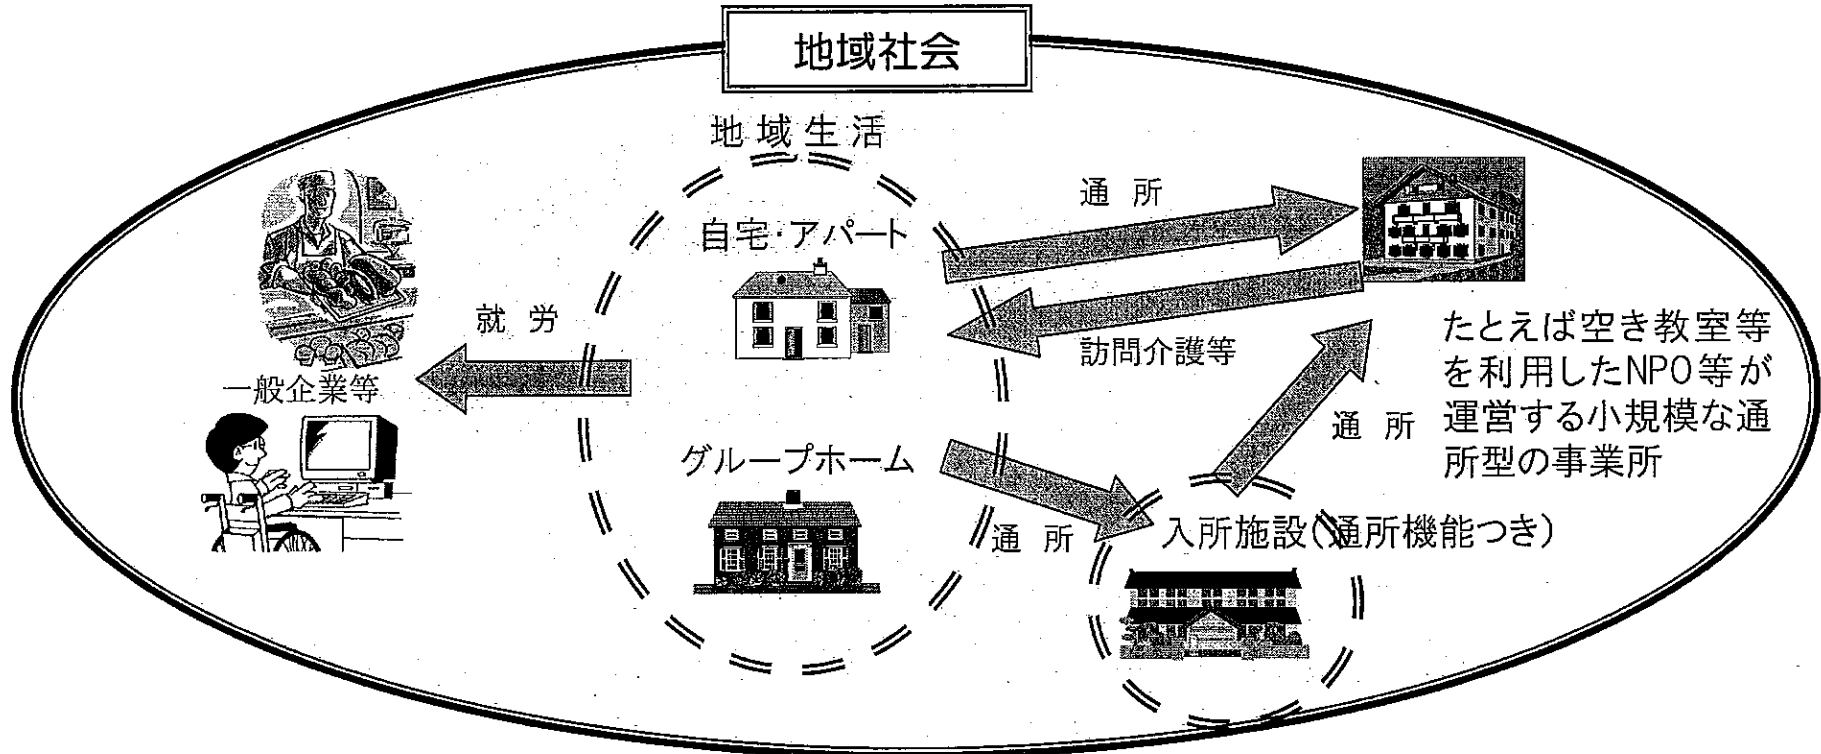 地域社会
地域生活
自宅・アパート
グループホーム
就労
一般企業等
通所
訪問介護等
たとえば空き教室等
を利用したNPO等が
運営する小規模な通
所型の事業所
通所
通所
入所施設(通所機能つき)